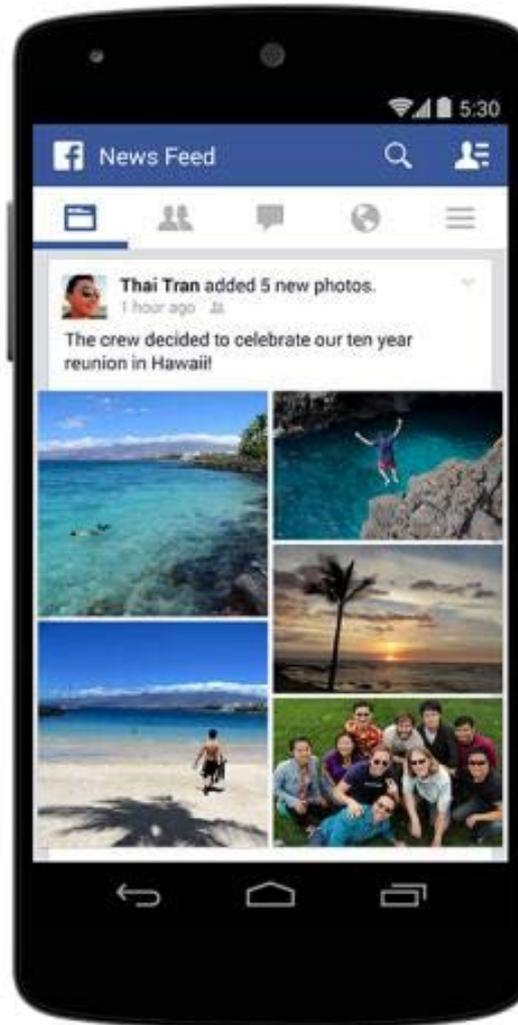 5:30
f News Feed
Thai Tran added 5 new photos.
1 hour ago
The crew decided to celebrate our ten year
reunion in Hawaii!